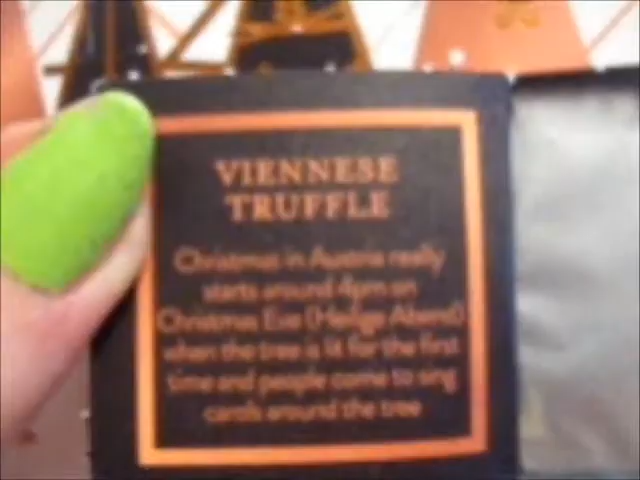 VIENNESE
TRUFFLE
Christmas in Austria really
starts around 4pm on
Christmas Eve (Heilige Abend)
when the tree is lit for the first
time and people come to sing
carols around the tree